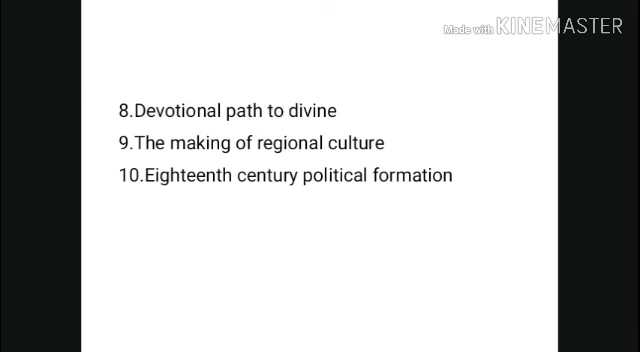 Made with KINEMASTER
8.Devotional path to divine
9.The making of regional culture
10.Eighteenth century political formation